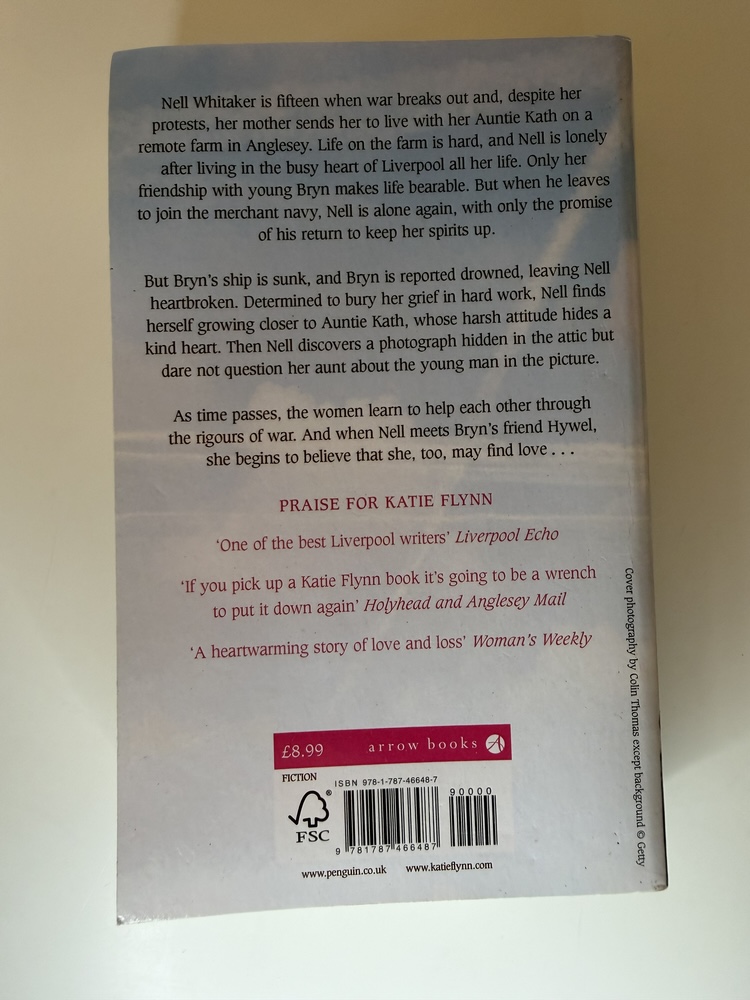 Nell Whitaker is fifteen when war breaks out and, despite her
protests, her mother sends her to live with her Auntie Kath on a
remote farm in Anglesey. Life on the farm is hard, and Nell is lonely
after living in the busy heart of Liverpool all her life. Only her
friendship with young Bryn makes life bearable. But when he leaves
to join the merchant navy, Nell is alone again, with only the promise
of his return to keep her spirits up.
But Bryn's ship is sunk, and Bryn is reported drowned, leaving Nell
heartbroken. Determined to bury her grief in hard work, Nell finds
herself growing closer to Auntie Kath, whose harsh attitude hides a
kind heart. Then Nell discovers a photograph hidden in the attic but
dare not question her aunt about the young man in the picture.
As time passes, the women learn to help each other through
the rigours of war. And when Nell meets Bryn's friend Hywel,
she begins to believe that she, too, may find love . . .
PRAISE FOR KATIE FLYNN
'One of the best Liverpool writers' Liverpool Echo
'If you pick up a Katie Flynn book it's going to be a wrench
to put it down again' Holyhead and Anglesey Mail
'A heartwarming story of love and loss' Woman's Weekly
Cover photography by Colin Thomas except background © Getty
£8.99 arrow books
FICTION
ISBN 978-1-787-46648-7
90000
®
FSC
9 781787 466487
www.penguin.co.uk www.katieflynn.com